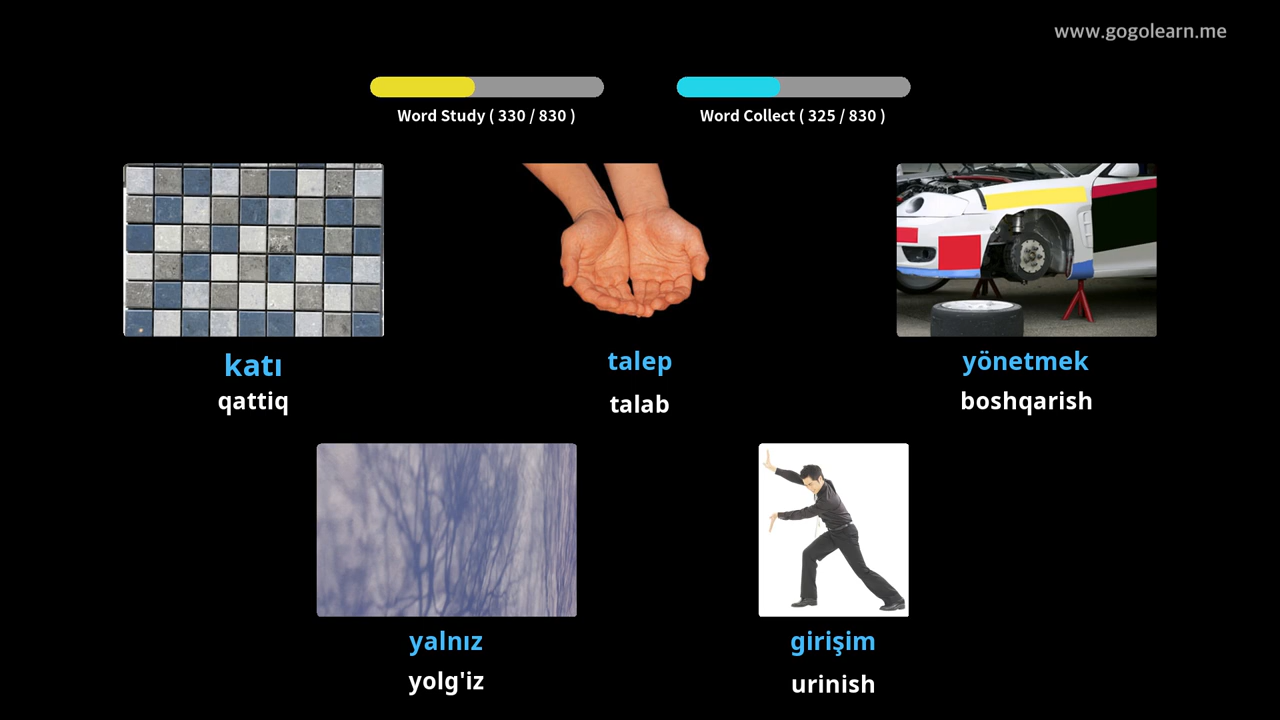 www.gogolearn.me
Word Study ( 330 / 830 )
Word Collect ( 325 / 830 )
katı
qattiq
talep
talab
yönetmek
boshqarish
yalnız
yolg'iz
girişim
urinish